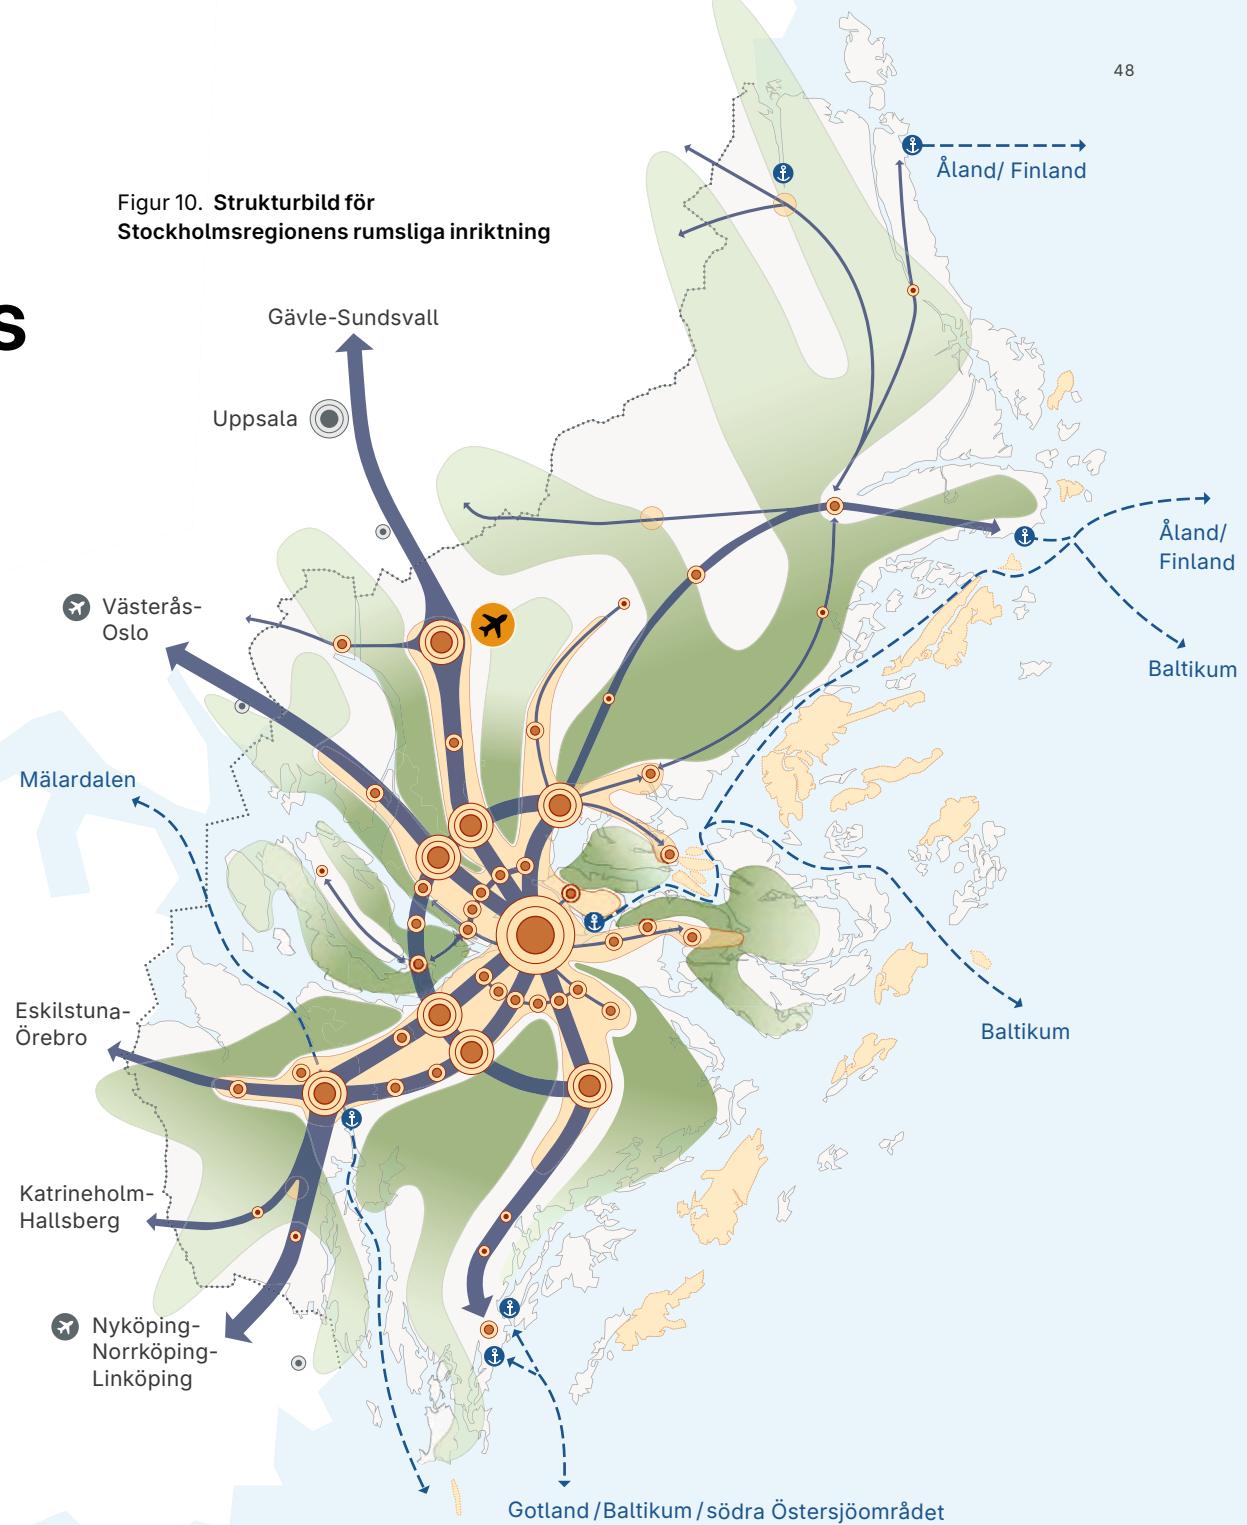 48
Åland/ Finland
Figur 10. Strukturbild för
Stockholmsregionens rumsliga inriktning
s
Gävle-Sundsvall
Uppsala
Åland/
Finland
Västerås-
Oslo
Baltikum
Mälardalen
Eskilstuna-
Örebro
Baltikum
Katrineholm-
Hallsberg
Nyköping-
Norrköping-
Linköping
Gotland/Baltikum/södra Östersjöområdet